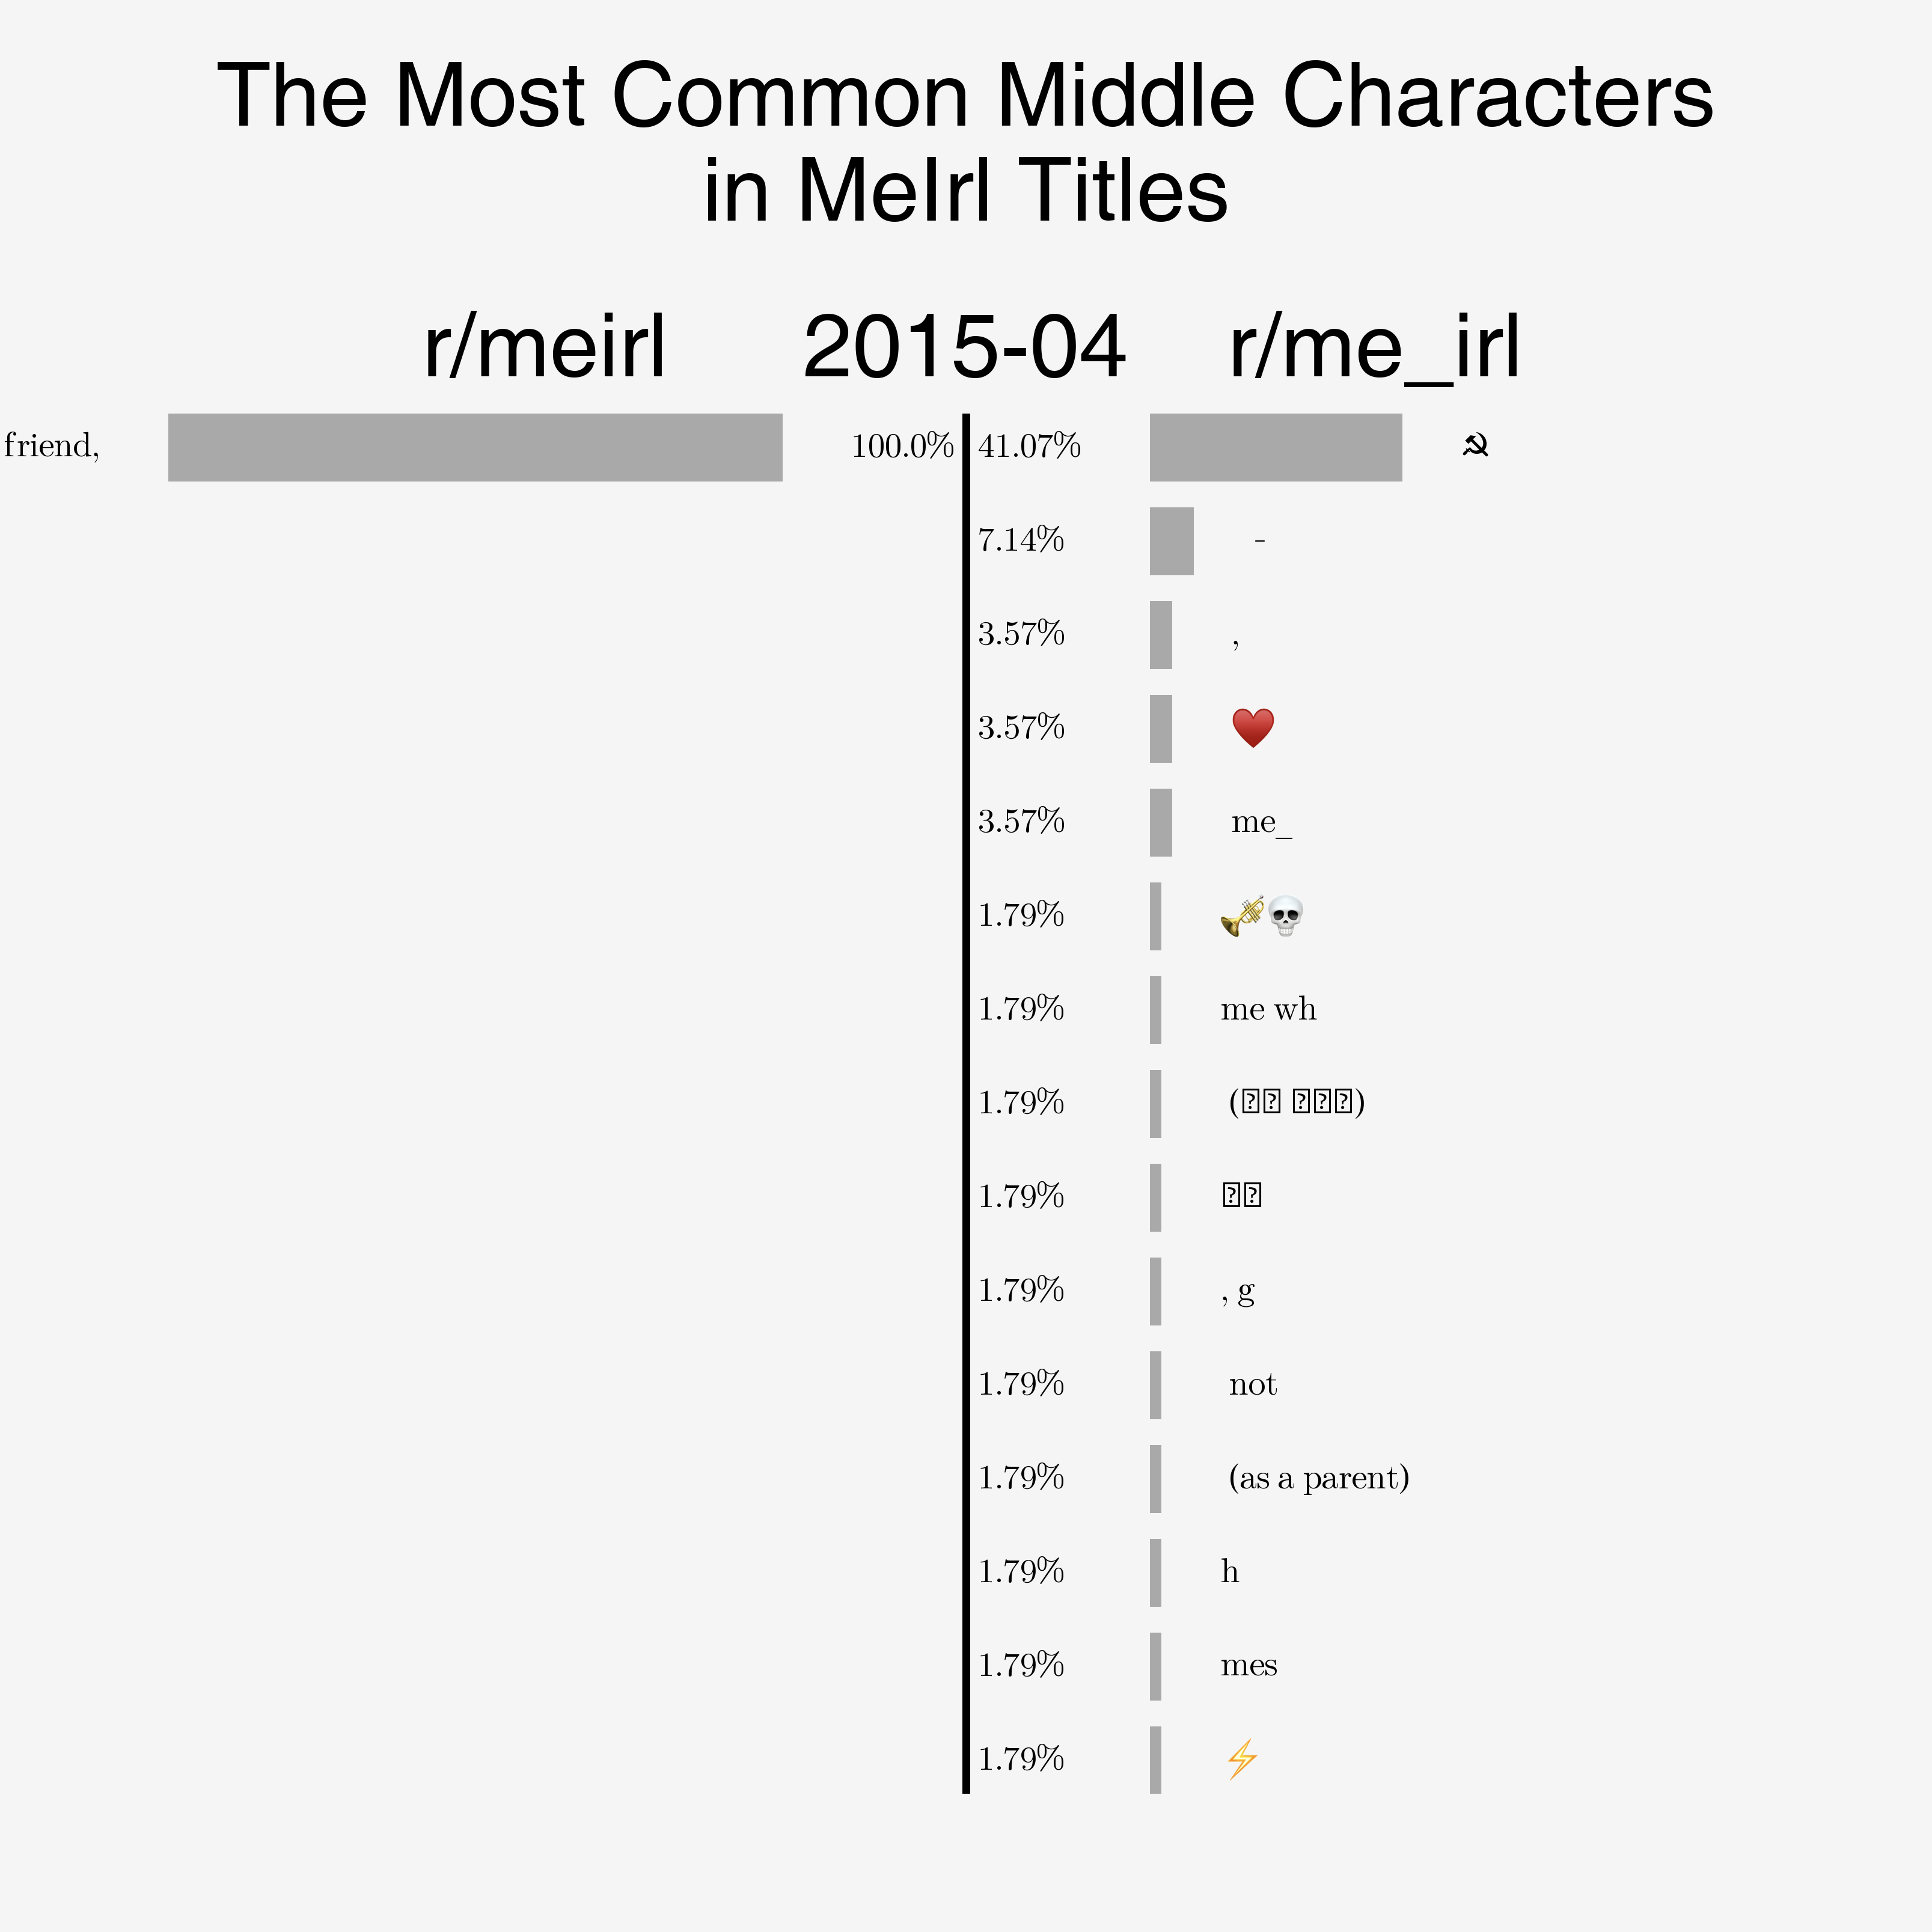 The Most Common Middle Characters
in MeIrl Titles
r/meirl 2015-04 r/me_irl
friend, 100.0% 41.07% ☭
7.14% -
3.57% ,
3.57% ♥️
3.57% me_
1.79% 🎺💀
1.79% me wh
1.79% (⍰⍰ ⍰⍰⍰)
1.79% ⍰⍰
1.79% , g
1.79% not
1.79% (as a parent)
1.79% h
1.79% mes
1.79% ⚡